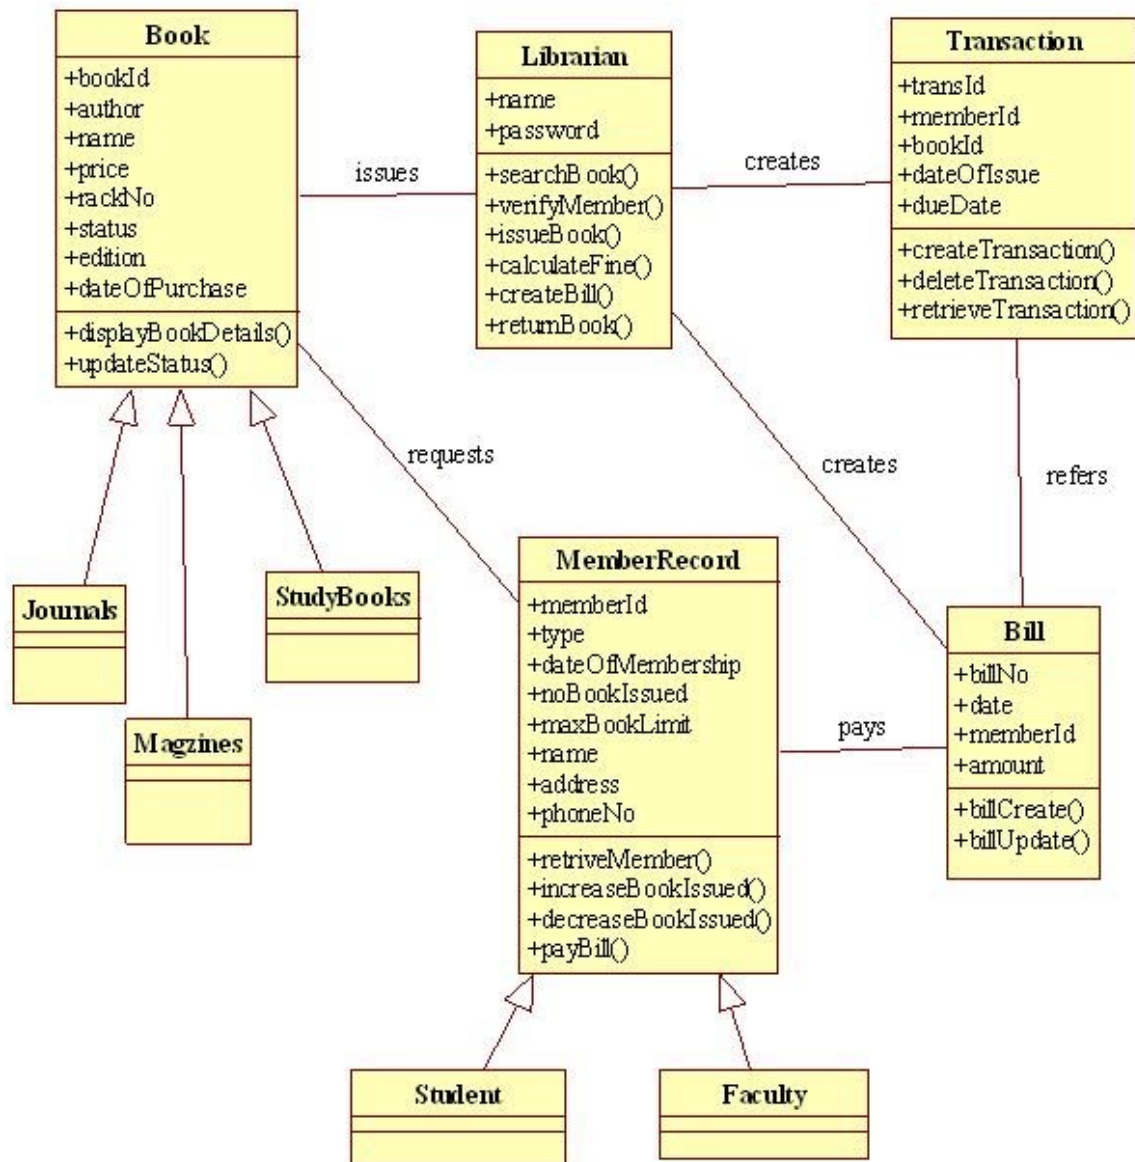 Book
+bookId
+author
+name
+price
+rackNo
+status
+edition
+dateOfPurchase
+displayBookDetails()
+updateStatus()
issues
Librarian
+name
+password
+searchBook()
+verifyMember()
+issueBook()
+calculateFine()
+createBill()
+returnBook()
creates
Transaction
+transId
+memberId
+bookId
+dateOfIssue
+dueDate
+createTransaction()
+deleteTransaction()
+retrieveTransaction()
requests
creates
refers
Journals
StudyBooks
Magzines
MemberRecord
+memberId
+type
+dateOfMembership
+noBookIssued
+maxBookLimit
+name
+address
+phoneNo
+retriveMember()
+increaseBookIssued()
+decreaseBookIssued()
+payBill()
pays
Bill
+billNo
+date
+memberId
+amount
+billCreate()
+billUpdate()
Student
Faculty